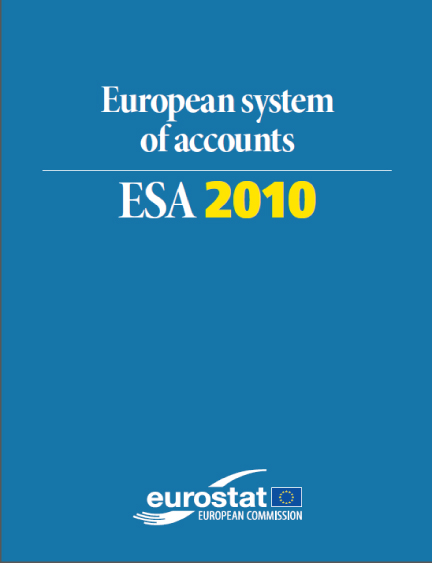 European system
of accounts
ESA 2010
eurostat
EUROPEAN COMMISSION